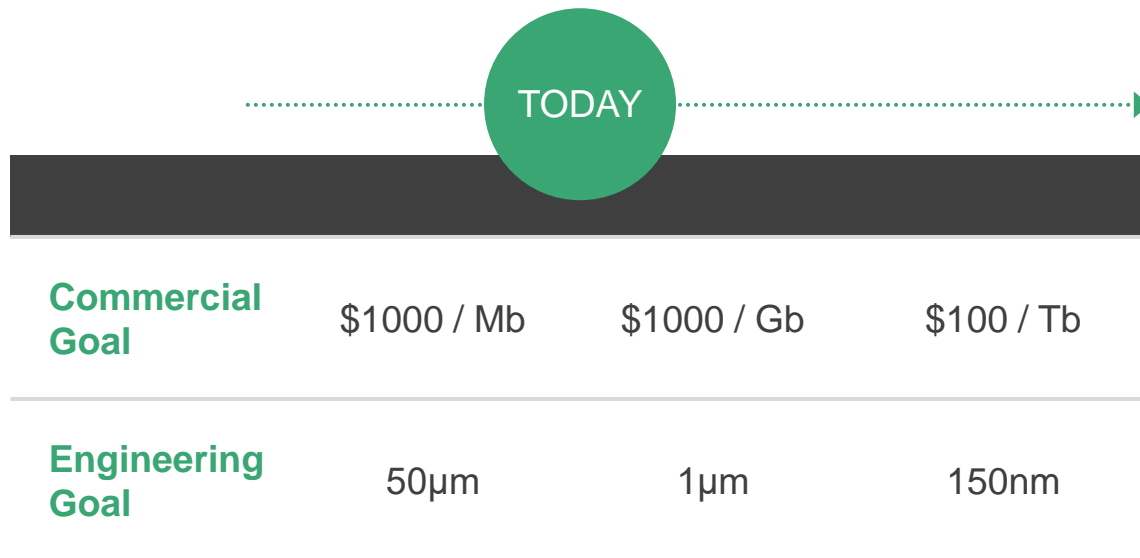 TODAY
Commercial
Goal
$1000 / Mb
$1000 / Gb
$100 / Tb
Engineering
Goal
50µm
1µm
150nm